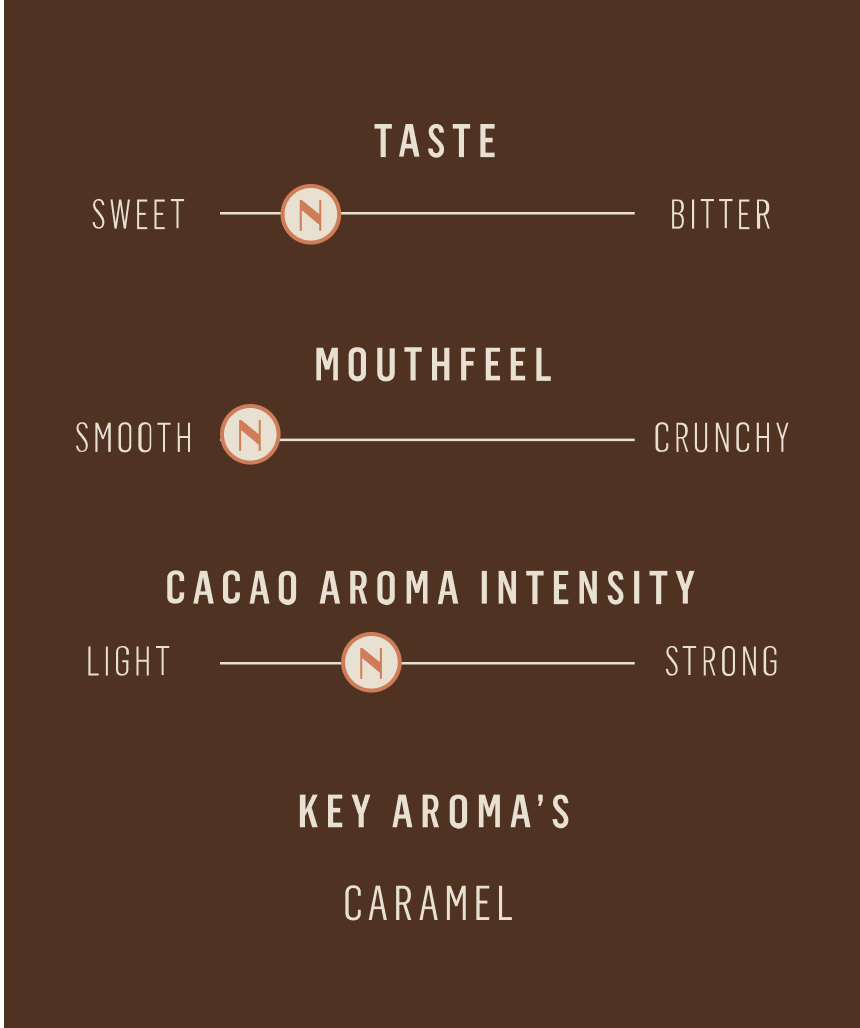 TASTE
SWEET N BITTER
MOUTHFEEL
SMOOTH N CRUNCHY
CACAO AROMA INTENSITY
LIGHT N STRONG
KEY AROMA’S
CARAMEL